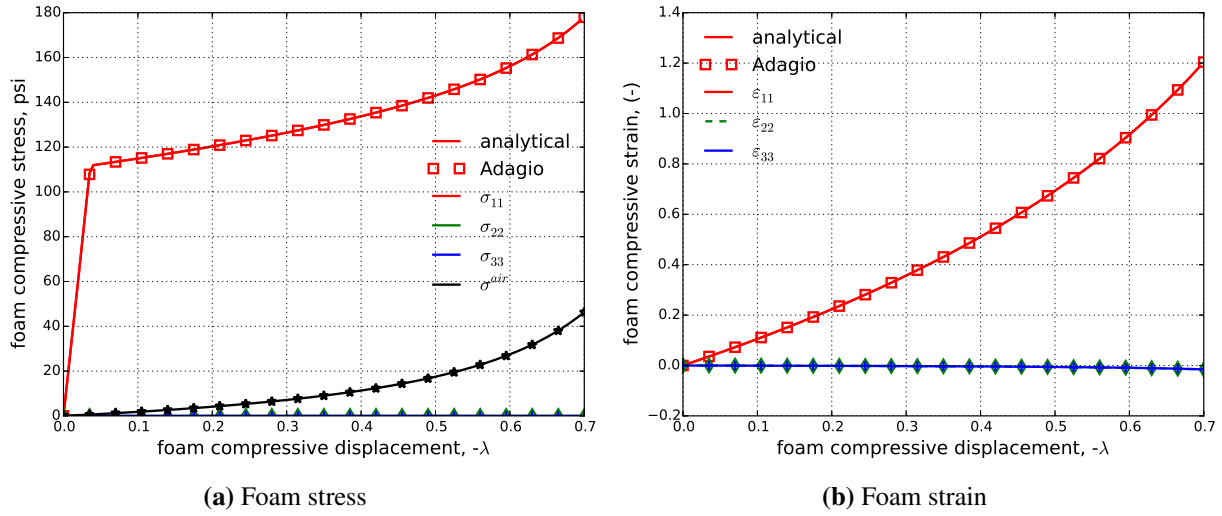 180
160
140
120
100
80
60
40
20
0
foam compressive stress, psi
analytical
Adagio
σ₁₁
σ₂₂
σ₃₃
σᵃⁱʳ
0.0 0.1 0.2 0.3 0.4 0.5 0.6 0.7
foam compressive displacement, -λ
(a) Foam stress
1.4
1.2
1.0
0.8
0.6
0.4
0.2
0.0
−0.2
foam compressive strain, (-)
analytical
Adagio
ε₁₁
ε₂₂
ε₃₃
0.0 0.1 0.2 0.3 0.4 0.5 0.6 0.7
foam compressive displacement, -λ
(b) Foam strain